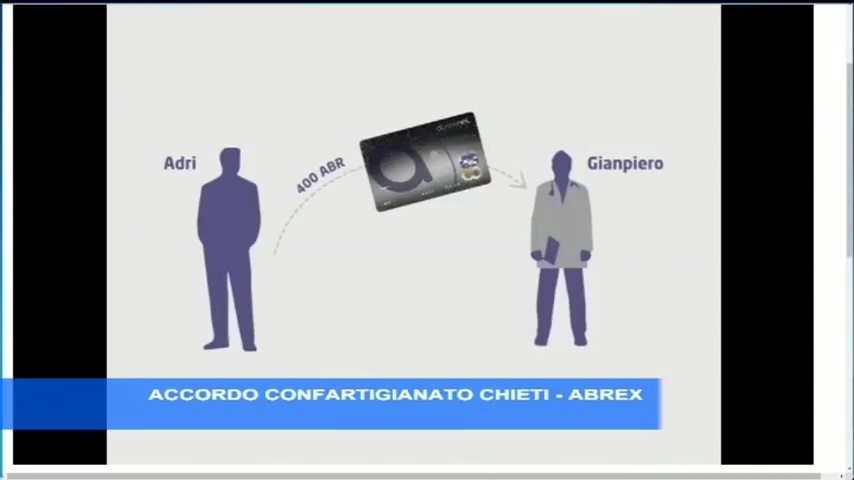 Adri
400 ABR
Gianpiero
ACCORDO CONFARTIGIANATO CHIETI - ABREX